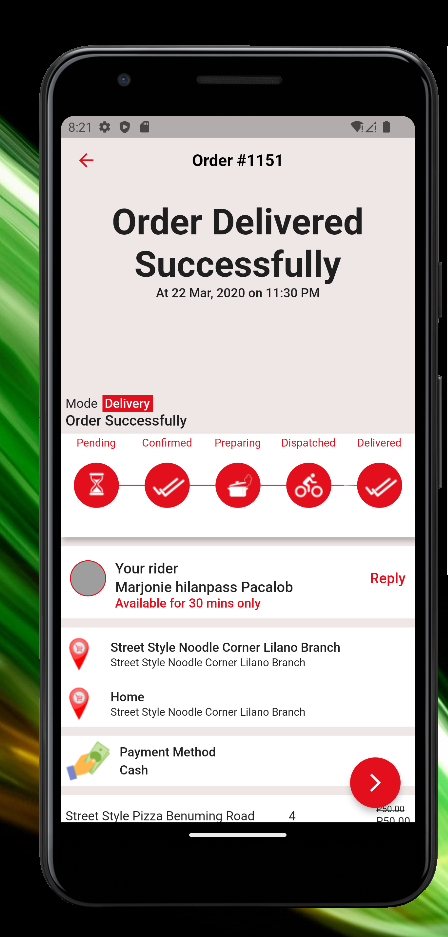 8:21
Order #1151
Order Delivered
Successfully
At 22 Mar, 2020 on 11:30 PM
Mode Delivery
Order Successfully
Pending Confirmed Preparing Dispatched Delivered
Your rider
Marjonie hilanpass Pacalob
Available for 30 mins only
Reply
Street Style Noodle Corner Lilano Branch
Street Style Noodle Corner Lilano Branch
Home
Street Style Noodle Corner Lilano Branch
Payment Method
Cash
Street Style Pizza Benuming Road 4
₱50.00
₱50.00